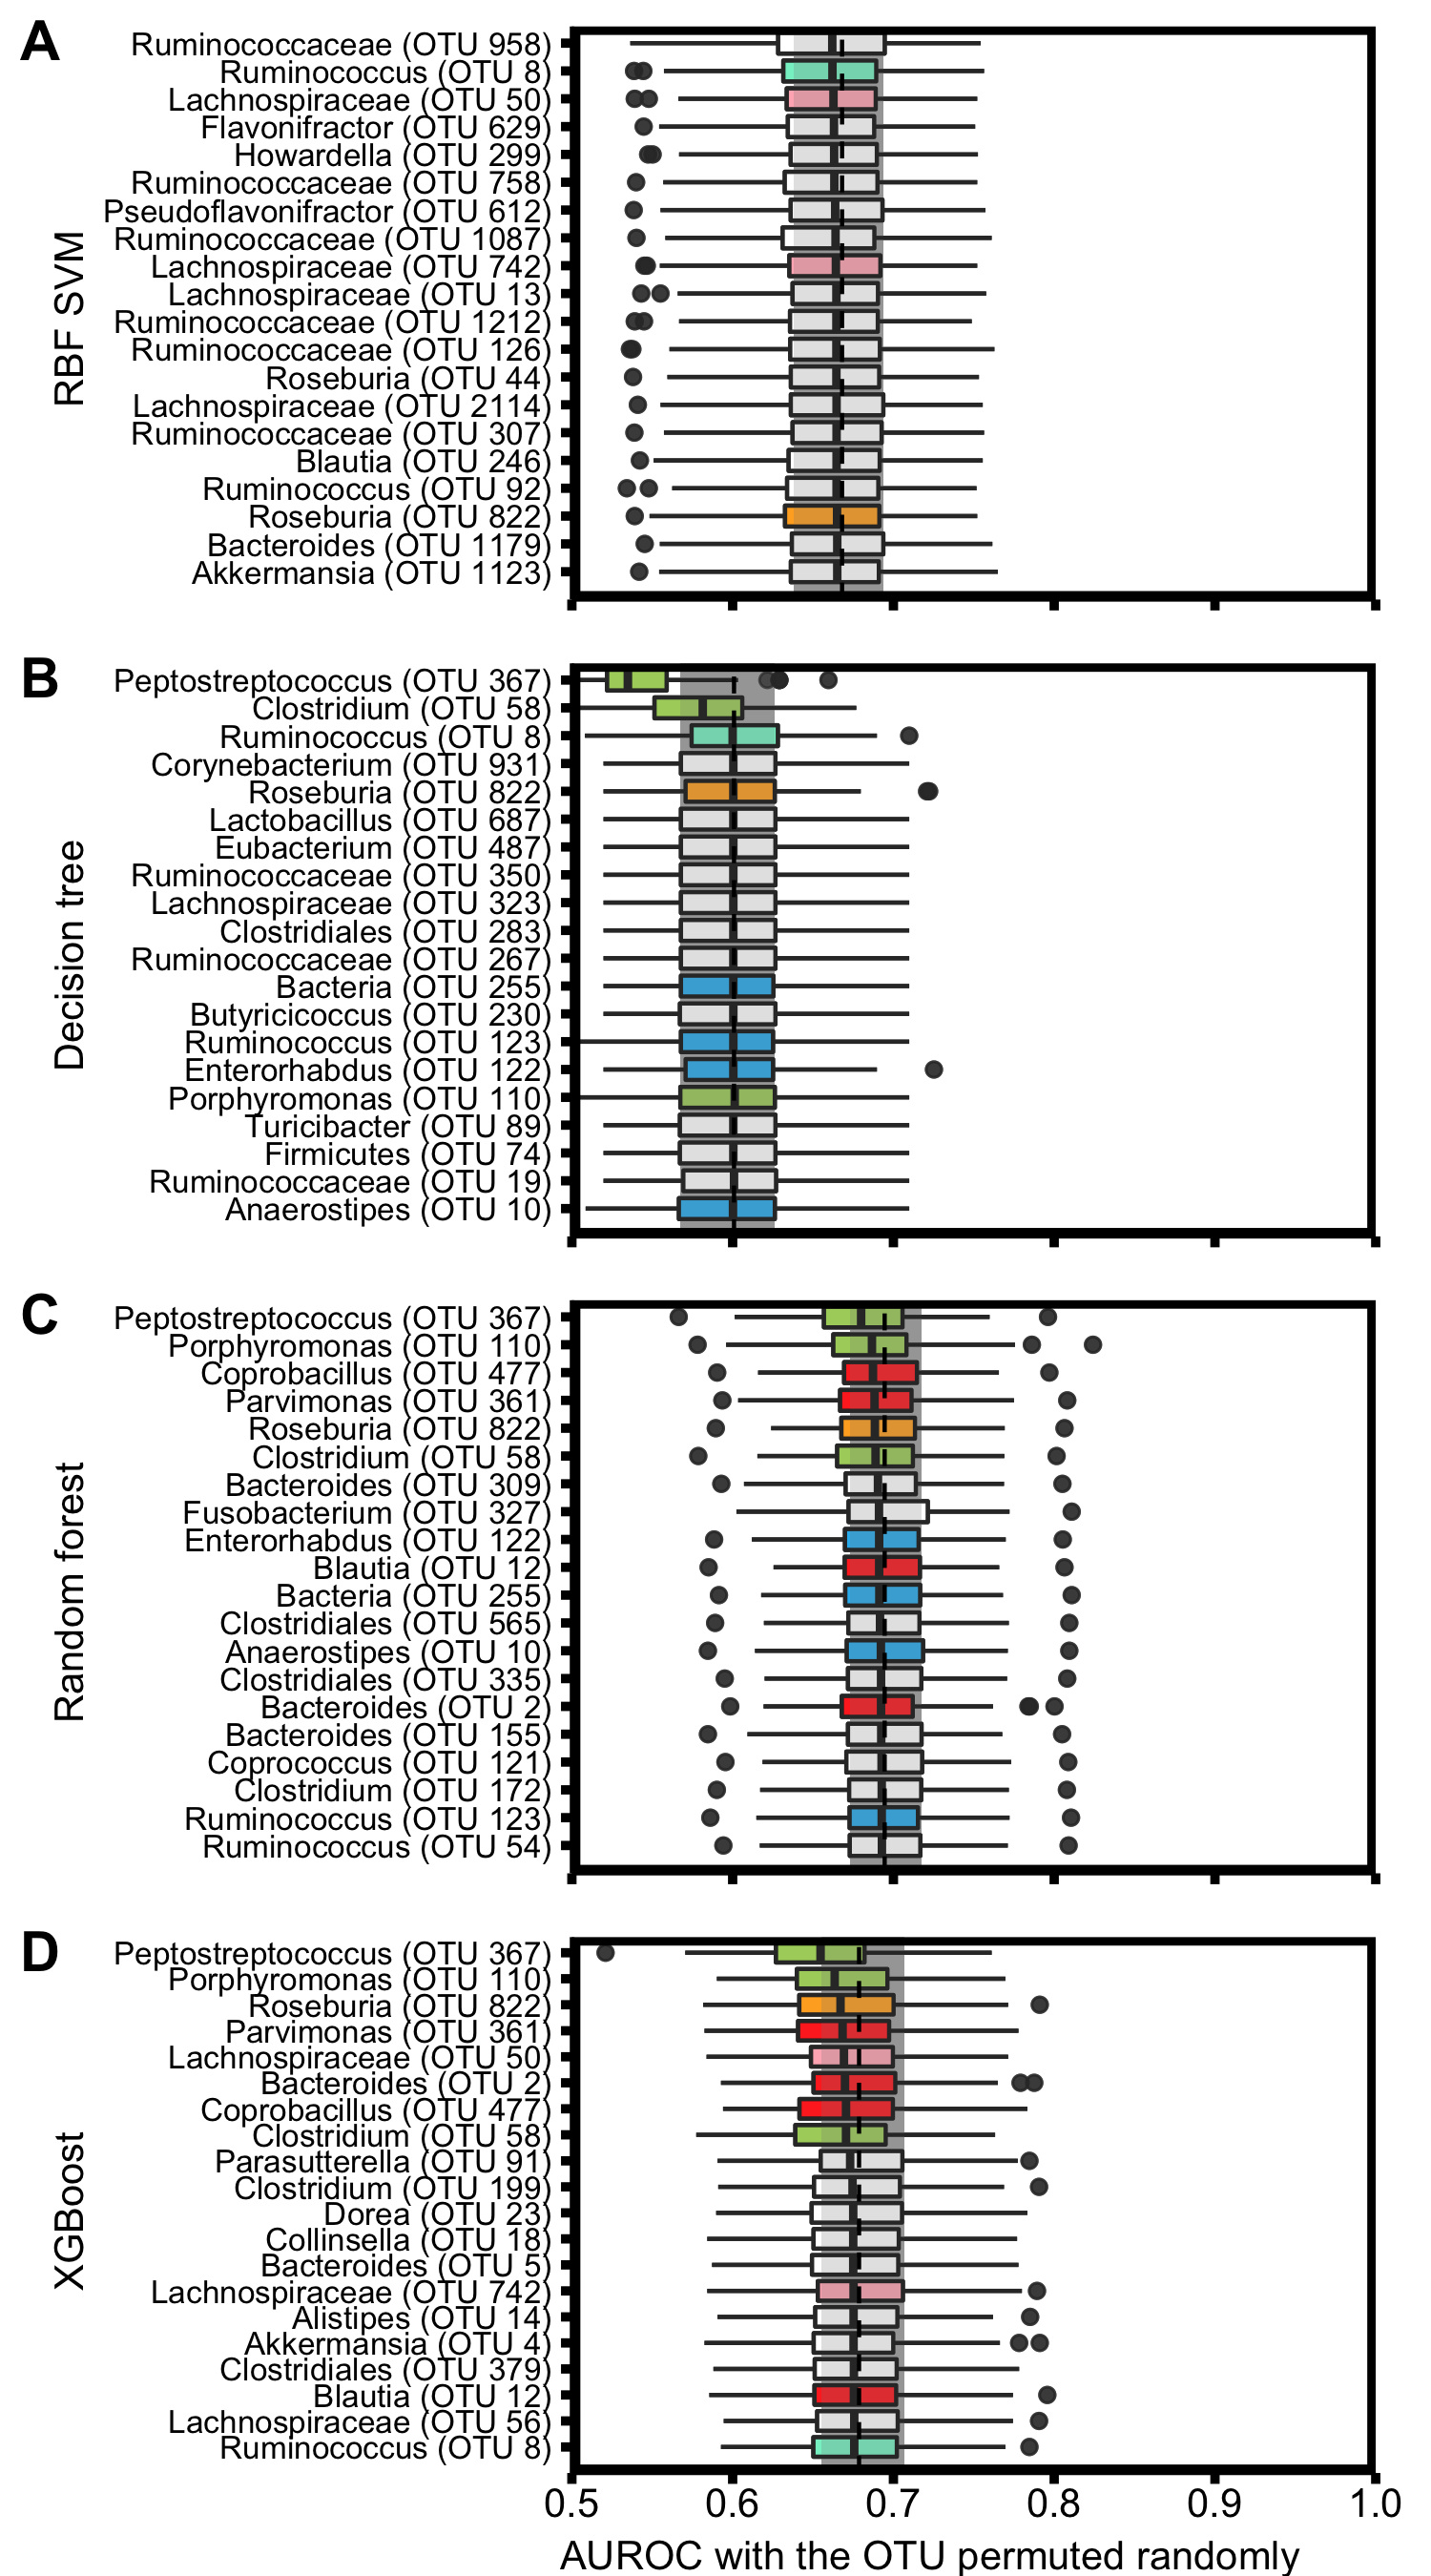 A
RBF SVM
Ruminococcaceae (OTU 958)
Ruminococcus (OTU 8)
Lachnospiraceae (OTU 50)
Flavonifractor (OTU 629)
Howardella (OTU 299)
Ruminococcaceae (OTU 758)
Pseudoflavonifractor (OTU 612)
Ruminococcaceae (OTU 1087)
Lachnospiraceae (OTU 742)
Lachnospiraceae (OTU 13)
Ruminococcaceae (OTU 1212)
Ruminococcaceae (OTU 126)
Roseburia (OTU 44)
Lachnospiraceae (OTU 2114)
Ruminococcaceae (OTU 307)
Blautia (OTU 246)
Ruminococcus (OTU 92)
Roseburia (OTU 822)
Bacteroides (OTU 1179)
Akkermansia (OTU 1123)
B
Decision tree
Peptostreptococcus (OTU 367)
Clostridium (OTU 58)
Ruminococcus (OTU 8)
Corynebacterium (OTU 931)
Roseburia (OTU 822)
Lactobacillus (OTU 687)
Eubacterium (OTU 487)
Ruminococcaceae (OTU 350)
Lachnospiraceae (OTU 323)
Clostridiales (OTU 283)
Ruminococcaceae (OTU 267)
Bacteria (OTU 255)
Butyricicoccus (OTU 230)
Ruminococcus (OTU 123)
Enterorhabdus (OTU 122)
Porphyromonas (OTU 110)
Turicibacter (OTU 89)
Firmicutes (OTU 74)
Ruminococcaceae (OTU 19)
Anaerostipes (OTU 10)
C
Random forest
Peptostreptococcus (OTU 367)
Porphyromonas (OTU 110)
Coprobacillus (OTU 477)
Parvimonas (OTU 361)
Roseburia (OTU 822)
Clostridium (OTU 58)
Bacteroides (OTU 309)
Fusobacterium (OTU 327)
Enterorhabdus (OTU 122)
Blautia (OTU 12)
Bacteria (OTU 255)
Clostridiales (OTU 565)
Anaerostipes (OTU 10)
Clostridiales (OTU 335)
Bacteroides (OTU 2)
Bacteroides (OTU 155)
Coprococcus (OTU 121)
Clostridium (OTU 172)
Ruminococcus (OTU 123)
Ruminococcus (OTU 54)
D
XGBoost
Peptostreptococcus (OTU 367)
Porphyromonas (OTU 110)
Roseburia (OTU 822)
Parvimonas (OTU 361)
Lachnospiraceae (OTU 50)
Bacteroides (OTU 2)
Coprobacillus (OTU 477)
Clostridium (OTU 58)
Parasutterella (OTU 91)
Clostridium (OTU 199)
Dorea (OTU 23)
Collinsella (OTU 18)
Bacteroides (OTU 5)
Lachnospiraceae (OTU 742)
Alistipes (OTU 14)
Akkermansia (OTU 4)
Clostridiales (OTU 379)
Blautia (OTU 12)
Lachnospiraceae (OTU 56)
Ruminococcus (OTU 8)
0.5 0.6 0.7 0.8 0.9 1.0
AUROC with the OTU permuted randomly